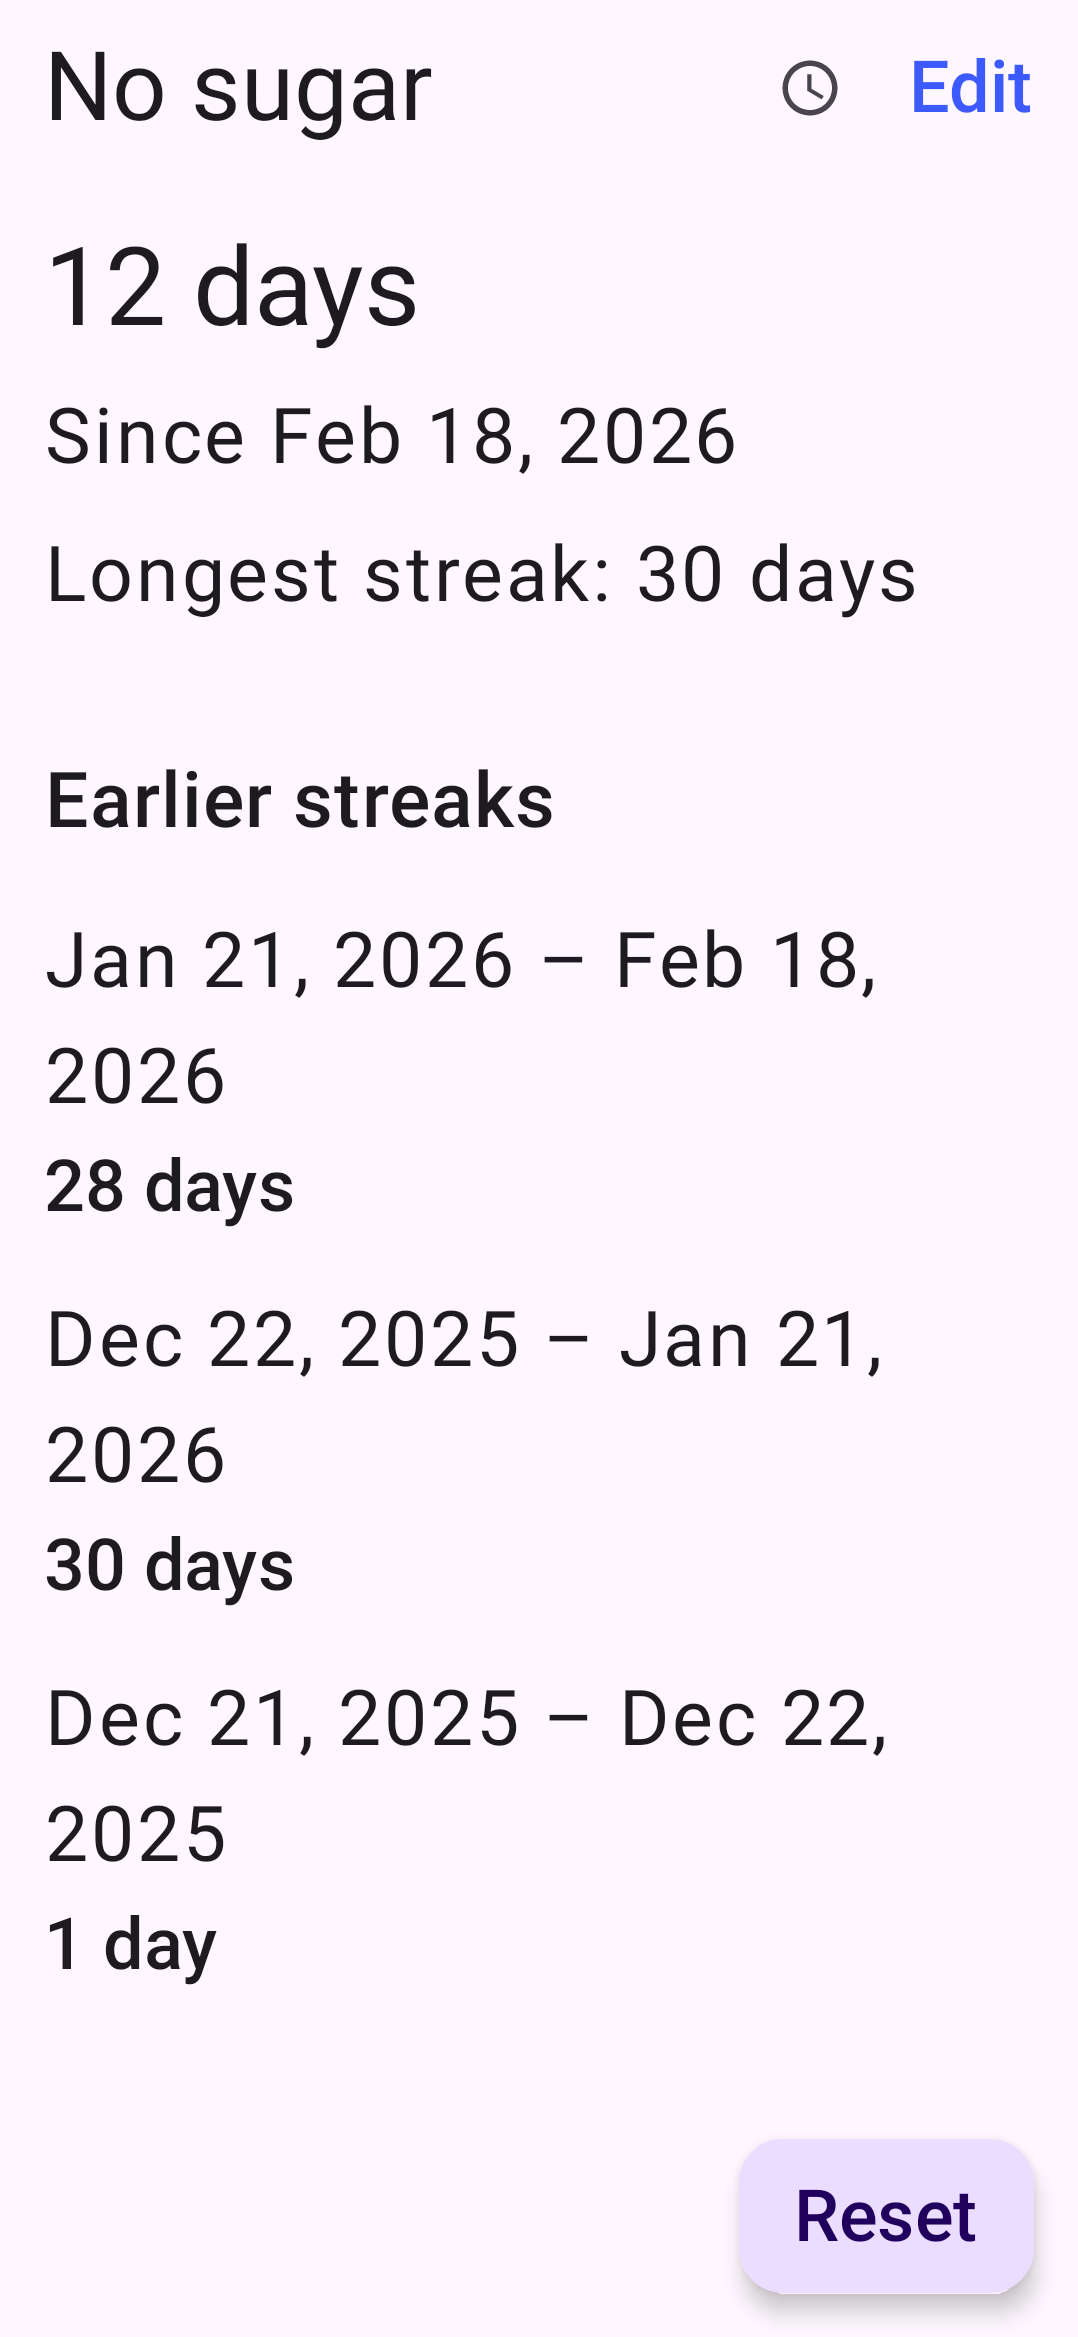 No sugar
Edit
12 days
Since Feb 18, 2026
Longest streak: 30 days
Earlier streaks
Jan 21, 2026 – Feb 18,
2026
28 days
Dec 22, 2025 – Jan 21,
2026
30 days
Dec 21, 2025 – Dec 22,
2025
1 day
Reset